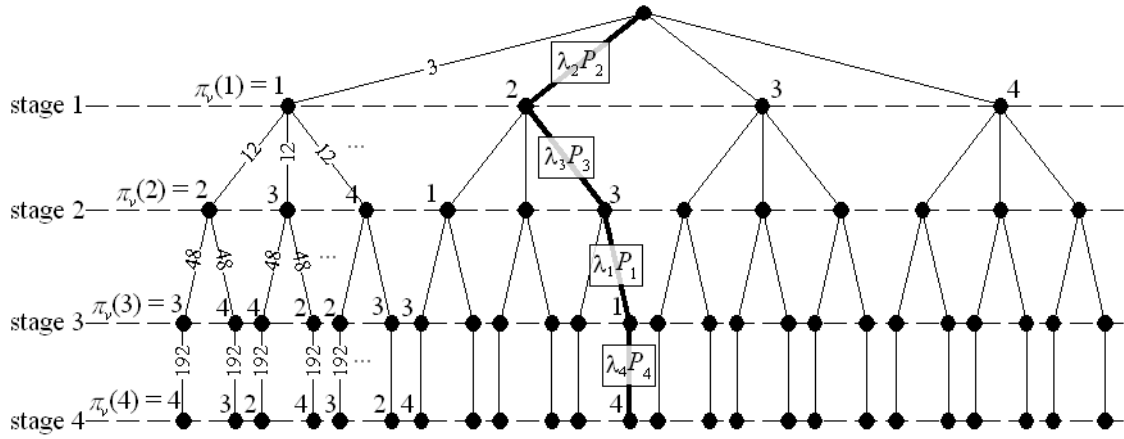 λ₂P₂
3
stage 1 πᵥ(1) = 1 2 3 4
12 12 12 ... λ₃P₃
stage 2 πᵥ(2) = 2 3 4 1 3
48 48 48 48 ... λ₁P₁
stage 3 πᵥ(3) = 3 4 4 2 2 3 3 1
192 192 192 192 192 ... λ₄P₄
stage 4 πᵥ(4) = 4 3 2 4 3 2 4 4